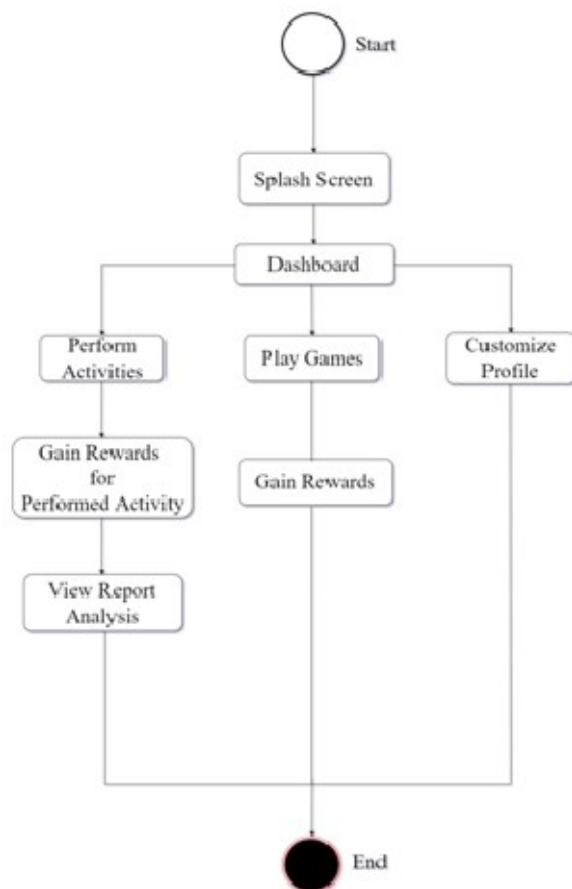 Start
Splash Screen
Dashboard
Perform
Activities
Play Games
Customize
Profile
Gain Rewards
for
Performed Activity
Gain Rewards
View Report
Analysis
End